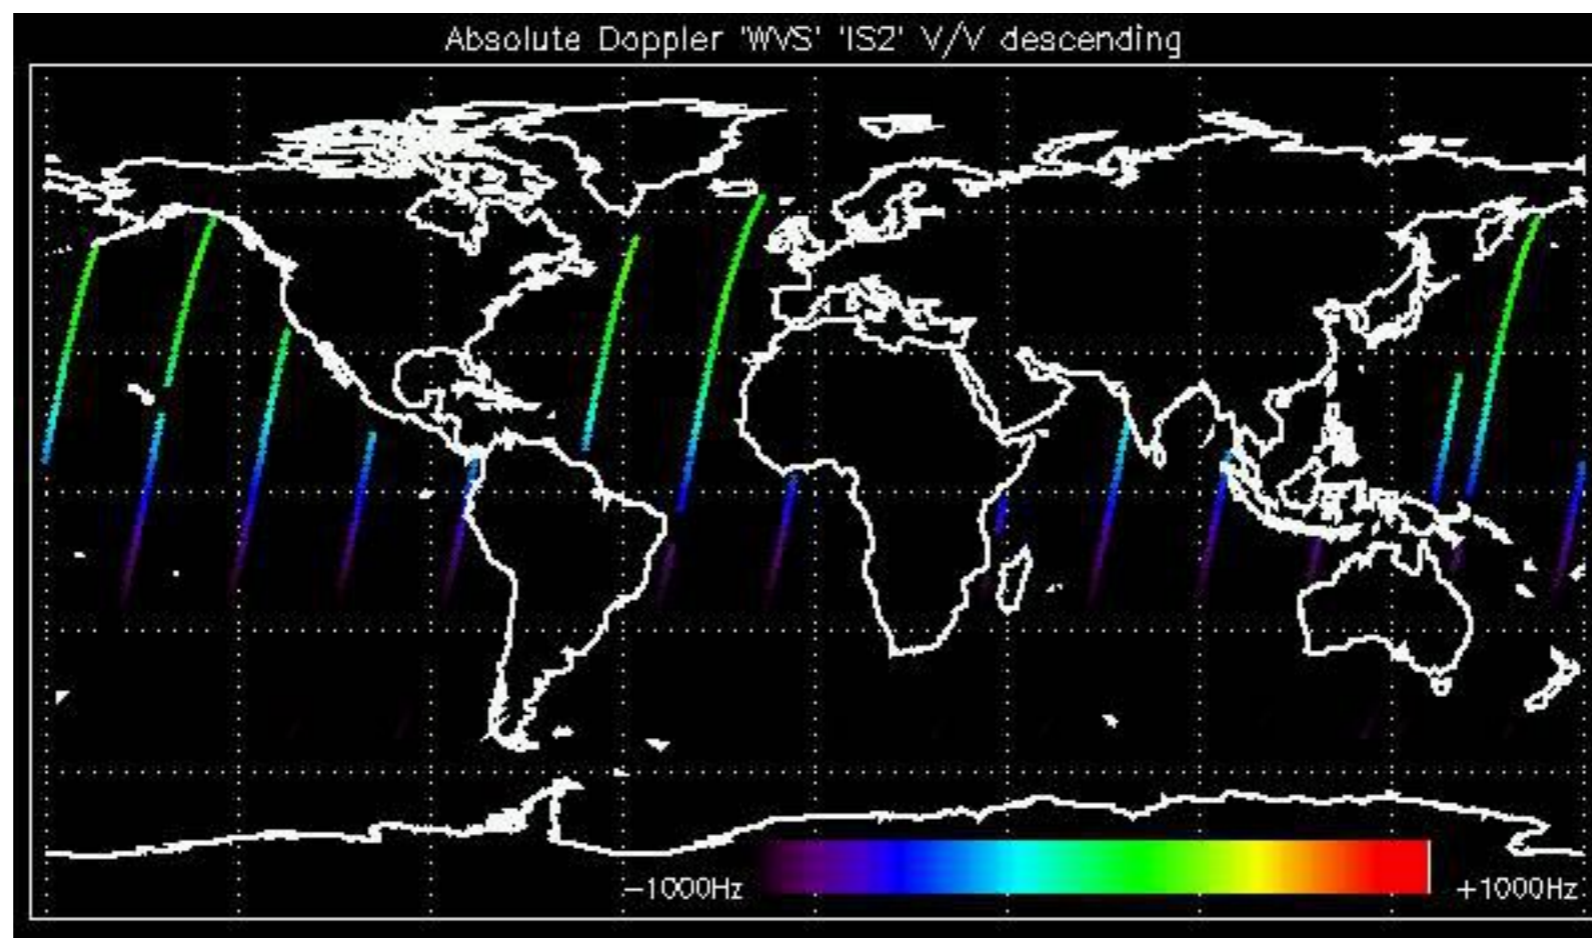 Absolute Doppler 'WVS' 'IS2' V/V descending
−1000Hz +1000Hz